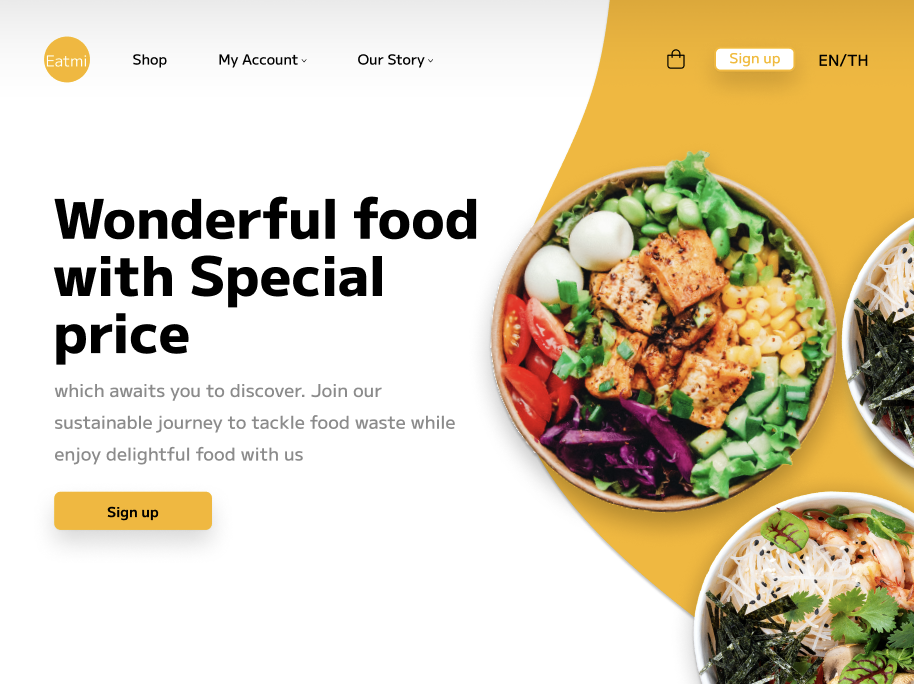 Eatmi
Shop
My Account
Our Story
Sign up
EN/TH
Wonderful food
with Special
price
which awaits you to discover. Join our
sustainable journey to tackle food waste while
enjoy delightful food with us
Sign up